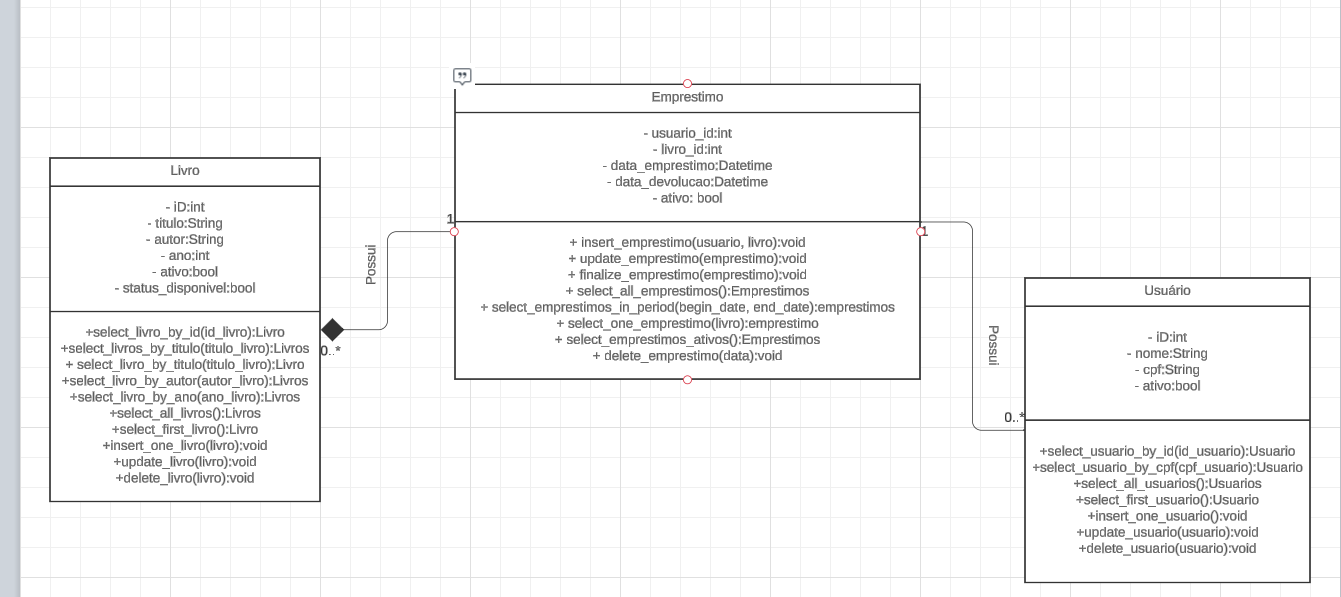 Livro
- iD:int
- titulo:String
- autor:String
- ano:int
- ativo:bool
- status_disponivel:bool
+select_livro_by_id(id_livro):Livro
+select_livros_by_titulo(titulo_livro):Livros
+ select_livro_by_titulo(titulo_livro):Livro
+select_livro_by_autor(autor_livro):Livros
+select_livro_by_ano(ano_livro):Livros
+select_all_livros():Livros
+select_first_livro():Livro
+insert_one_livro(livro):void
+update_livro(livro):void
+delete_livro(livro):void
0..*
Possui
1
Emprestimo
- usuario_id:int
- livro_id:int
- data_emprestimo:Datetime
- data_devolucao:Datetime
- ativo: bool
+ insert_emprestimo(usuario, livro):void
+ update_emprestimo(emprestimo):void
+ finalize_emprestimo(emprestimo):void
+ select_all_emprestimos():Emprestimos
+ select_emprestimos_in_period(begin_date, end_date):emprestimos
+ select_one_emprestimo(livro):emprestimo
+ select_emprestimos_ativos():Emprestimos
+ delete_emprestimo(data):void
1
Possui
0..*
Usuário
- iD:int
- nome:String
- cpf:String
- ativo:bool
+select_usuario_by_id(id_usuario):Usuario
+select_usuario_by_cpf(cpf_usuario):Usuario
+select_all_usuarios():Usuarios
+select_first_usuario():Usuario
+insert_one_usuario():void
+update_usuario(usuario):void
+delete_usuario(usuario):void